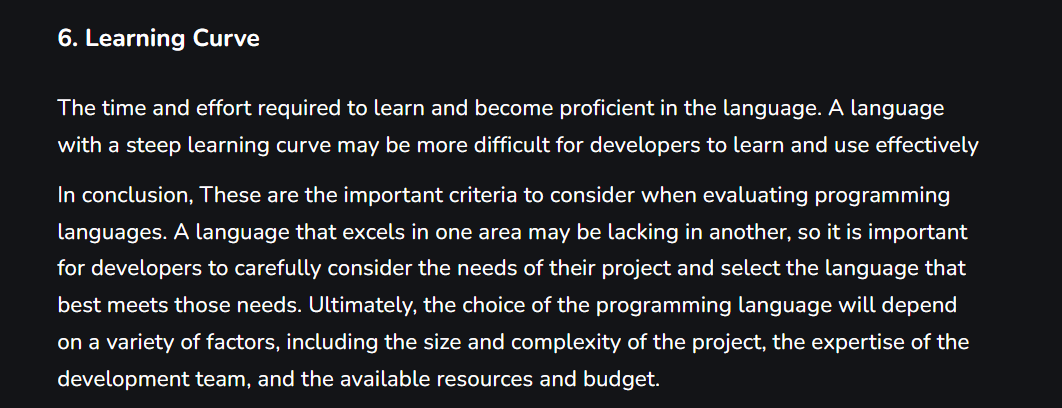 6. Learning Curve
The time and effort required to learn and become proficient in the language. A language
with a steep learning curve may be more difficult for developers to learn and use effectively
In conclusion, These are the important criteria to consider when evaluating programming
languages. A language that excels in one area may be lacking in another, so it is important
for developers to carefully consider the needs of their project and select the language that
best meets those needs. Ultimately, the choice of the programming language will depend
on a variety of factors, including the size and complexity of the project, the expertise of the
development team, and the available resources and budget.